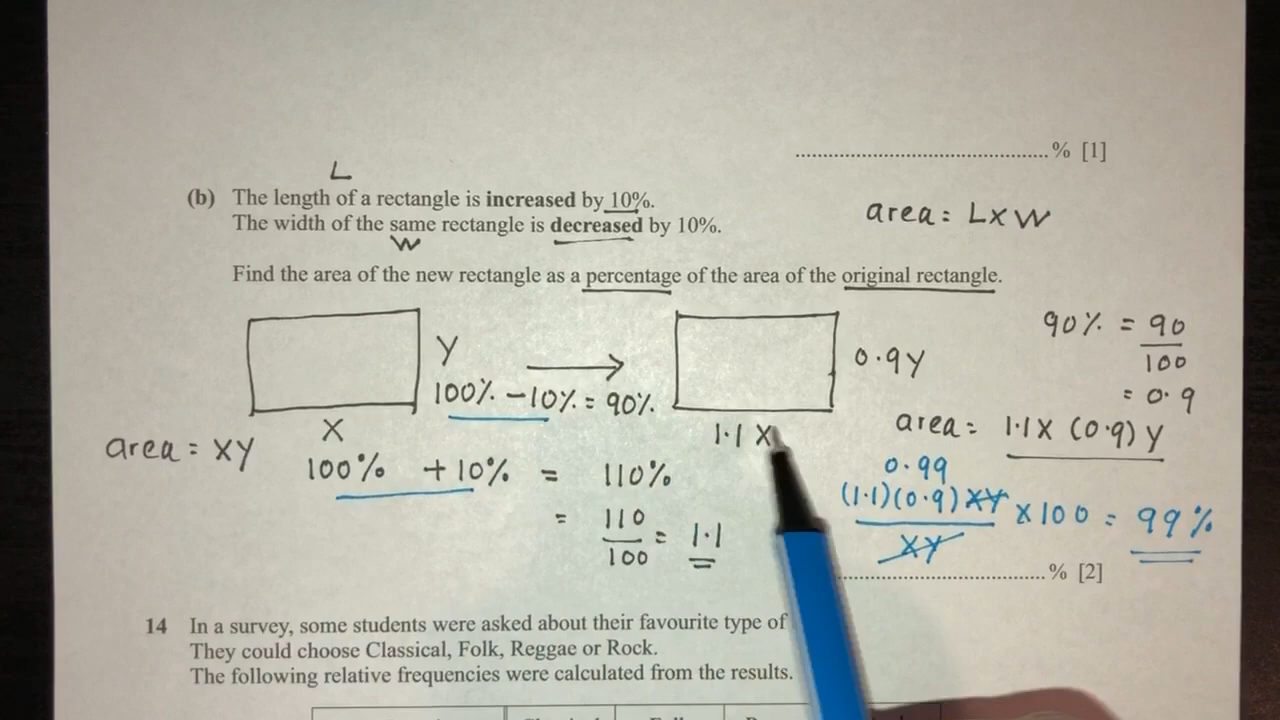 ............................................% [1]
L
(b) The length of a rectangle is increased by 10%.
The width of the same rectangle is decreased by 10%.
W
area = L x W
Find the area of the new rectangle as a percentage of the area of the original rectangle.
Y
100% - 10% = 90%.
X
area = XY
100% + 10% = 110%
= 110/100 = 1.1
0.9Y
1.1 X
90% = 90/100
= 0.9
area = 1.1X (0.9) Y
0.99
(1.1)(0.9)XY/XY x 100 = 99%
............................................% [2]
14 In a survey, some students were asked about their favourite type of
They could choose Classical, Folk, Reggae or Rock.
The following relative frequencies were calculated from the results.